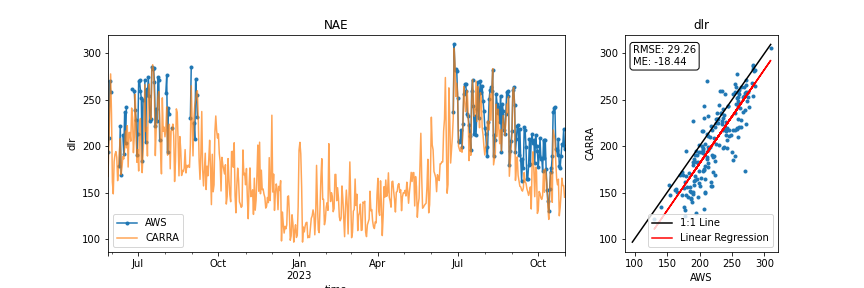 NAE
dlr
300
250
200
150
100
AWS
CARRA
Jul
Oct
Jan
2023
Apr
Jul
Oct
time
dlr
RMSE: 29.26
ME: -18.44
CARRA
300
250
200
150
100
1:1 Line
Linear Regression
100
150
200
250
300
AWS